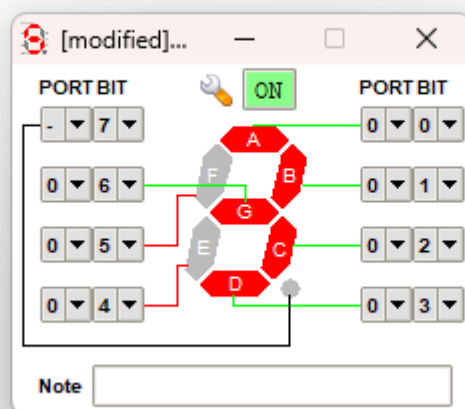 [modified]...
PORT BIT ON PORT BIT
- 7 A 0 0
0 6 F B 0 1
G
0 5 E C 0 2
0 4 D 0 3
Note